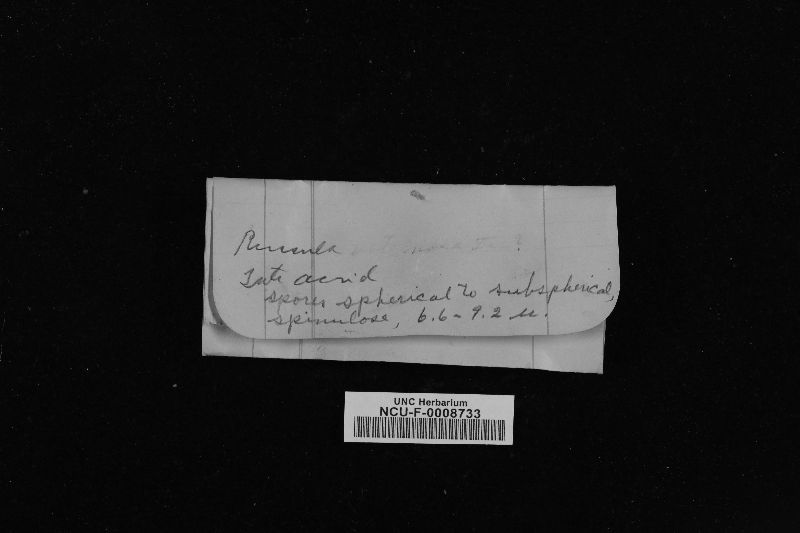 Russula
Taste acrid
spores spherical to subspherical,
spinulose, 6.6-9.2 u.
UNC Herbarium
NCU-F-0008733